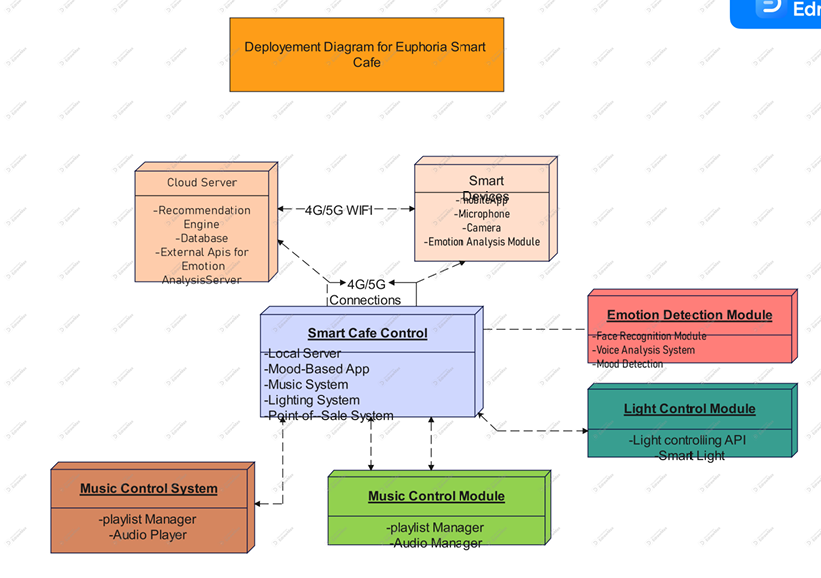 Edr
Deployement Diagram for Euphoria Smart
Cafe
Cloud Server
-Recommendation
Engine
-Database
-External Apis for
Emotion
AnalysisServer
4G/5G WIFI
Smart
Devices
-MobileApp
-Microphone
-Camera
-Emotion Analysis Module
4G/5G
Connections
Smart Cafe Control
-Local Server
-Mood-Based App
-Music System
-Lighting System
-Point-of--Sale System
Emotion Detection Module
-Face Recognition Module
-Voice Analysis System
-Mood Detection
Light Control Module
-Light controlling API
-Smart Light
Music Control System
-playlist Manager
-Audio Player
Music Control Module
-playlist Manager
-Audio Manager